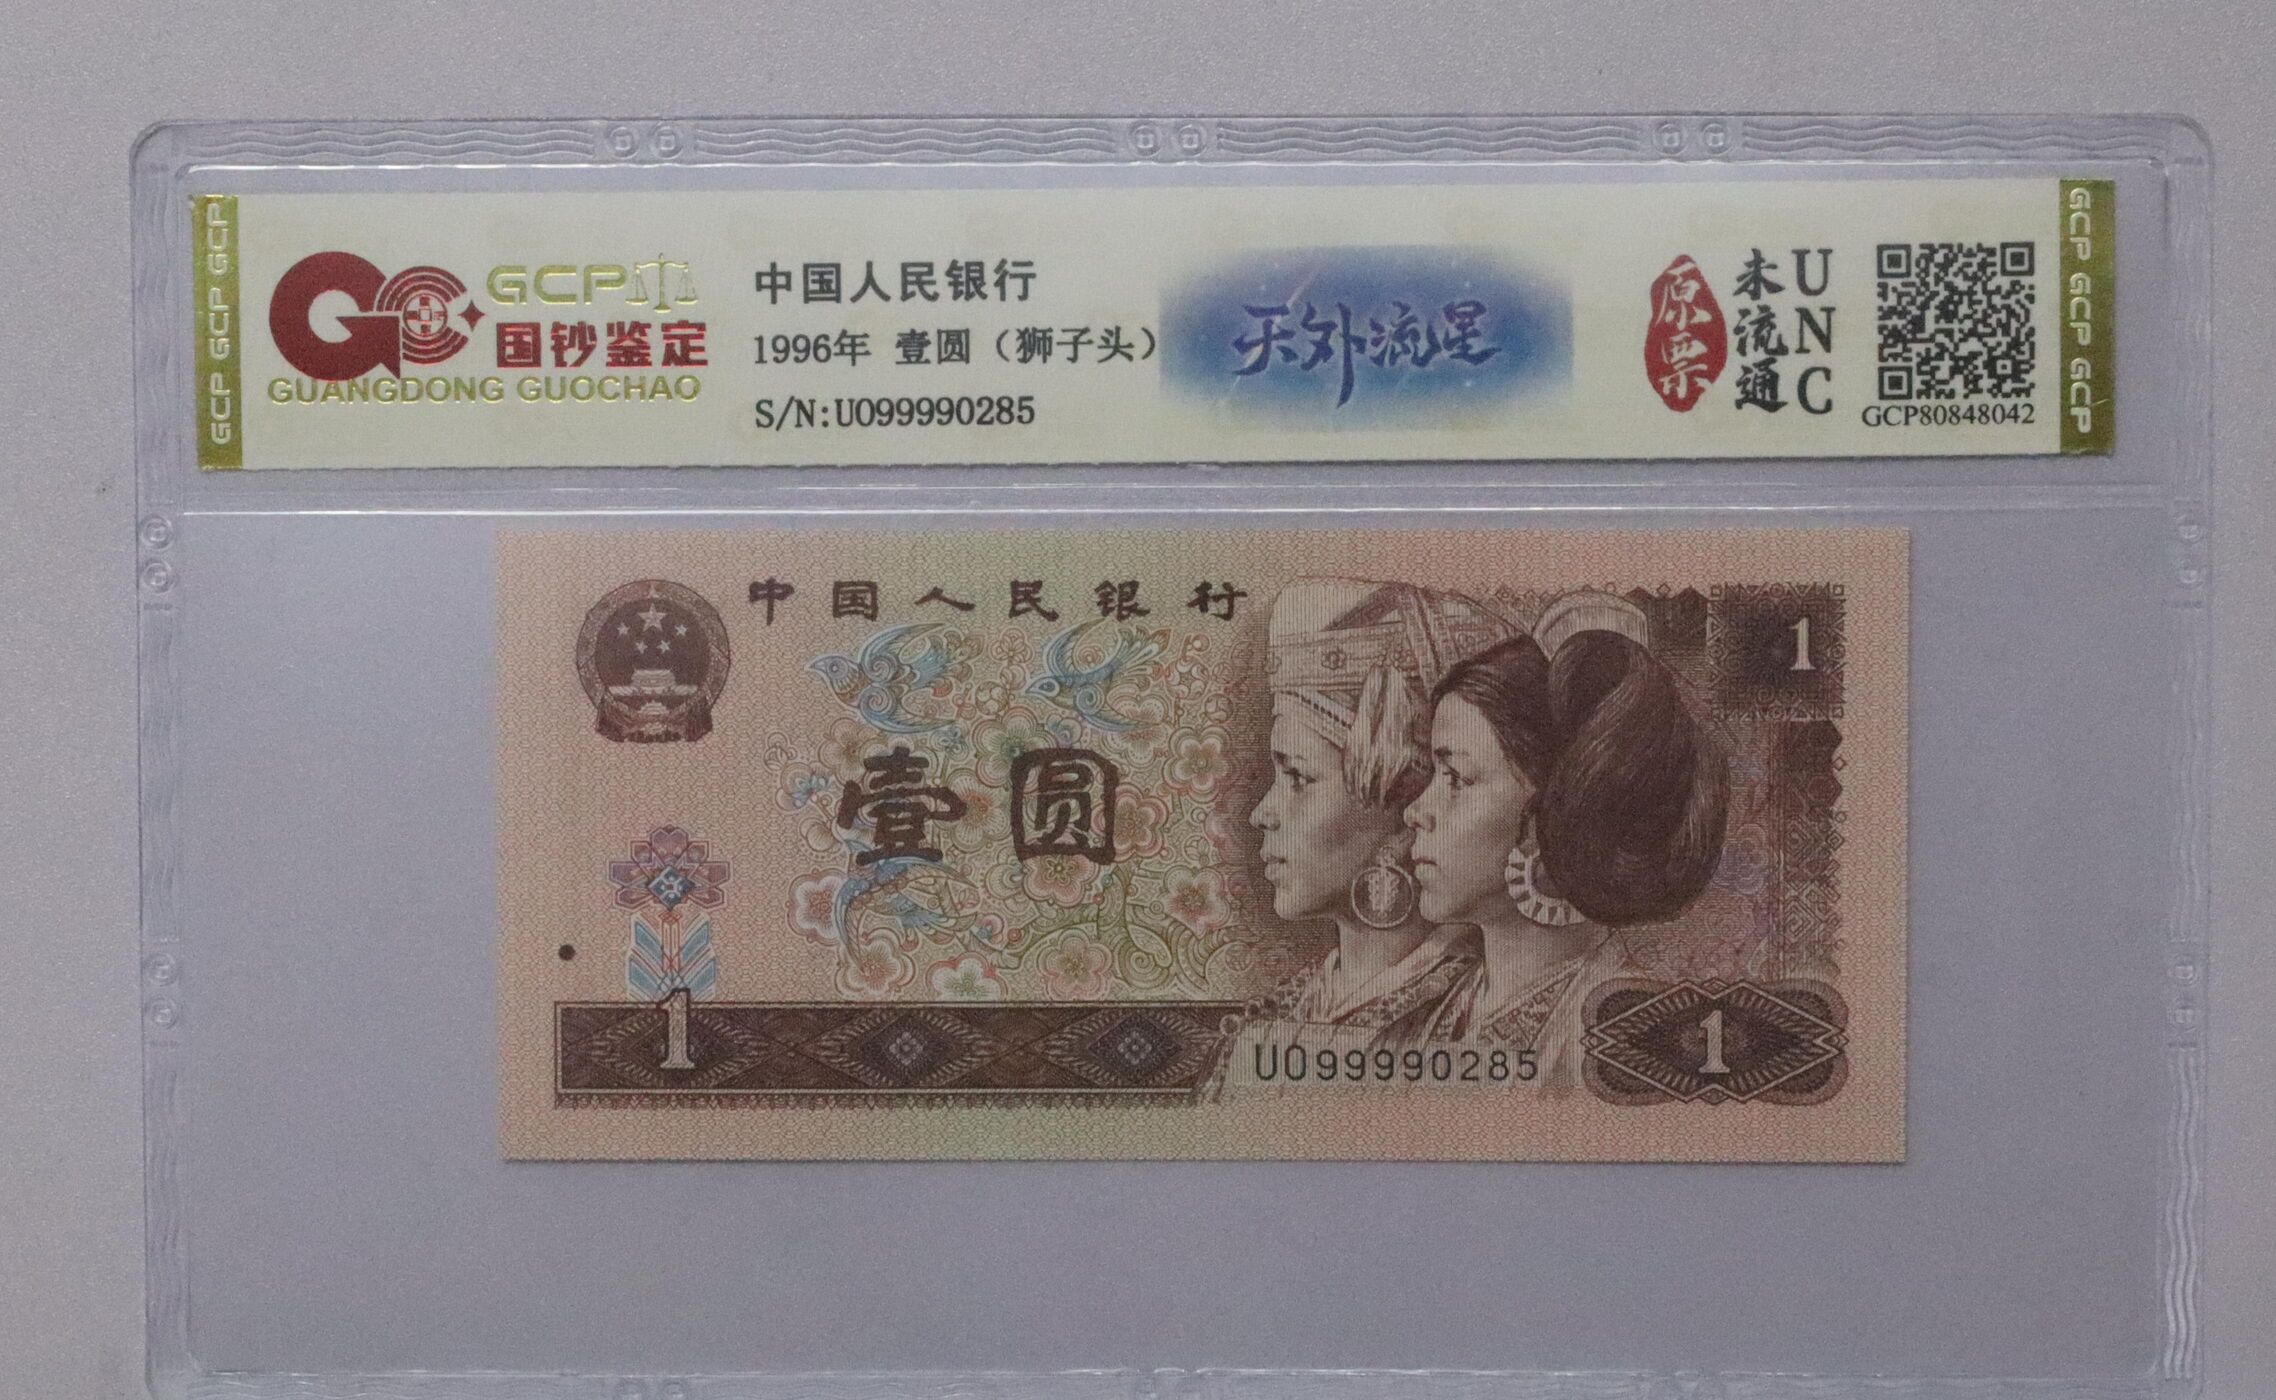 GCP GCP GCP
GCP
国钞鉴定
GUANGDONG GUOCHAO
中国人民银行
1996年 壹圆（狮子头）
S/N:UO99990285
天外流星
原票
未流通
UNC
GCP80848042
GCP GCP GCP
中国人民银行
1
壹圆
1
1
UO99990285